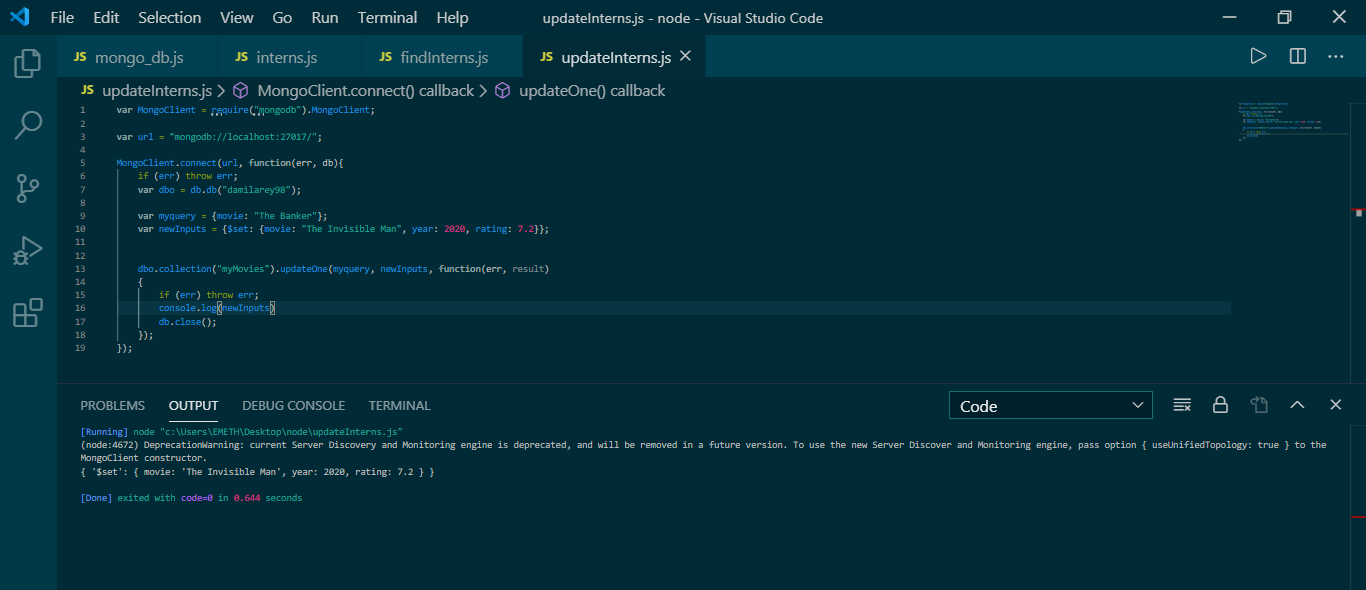 File Edit Selection View Go Run Terminal Help updateInterns.js - node - Visual Studio Code
JS mongo_db.js JS interns.js JS findInterns.js JS updateInterns.js
JS updateInterns.js > MongoClient.connect() callback > updateOne() callback
1 var MongoClient = require("mongodb").MongoClient;
2
3 var url = "mongodb://localhost:27017/";
4
5 MongoClient.connect(url, function(err, db){
6 if (err) throw err;
7 var dbo = db.db("damilarey98");
8
9 var myquery = {movie: "The Banker"};
10 var newInputs = {$set: {movie: "The Invisible Man", year: 2020, rating: 7.2}};
11
12
13 dbo.collection("myMovies").updateOne(myquery, newInputs, function(err, result)
14 {
15 if (err) throw err;
16 console.log(newInputs)
17 db.close();
18 });
19 });
PROBLEMS OUTPUT DEBUG CONSOLE TERMINAL Code
[Running] node "c:\Users\EMETH\Desktop\node\updateInterns.js"
(node:4672) DeprecationWarning: current Server Discovery and Monitoring engine is deprecated, and will be removed in a future version. To use the new Server Discover and Monitoring engine, pass option { useUnifiedTopology: true } to the
MongoClient constructor.
{ '$set': { movie: 'The Invisible Man', year: 2020, rating: 7.2 } }
[Done] exited with code=0 in 0.644 seconds